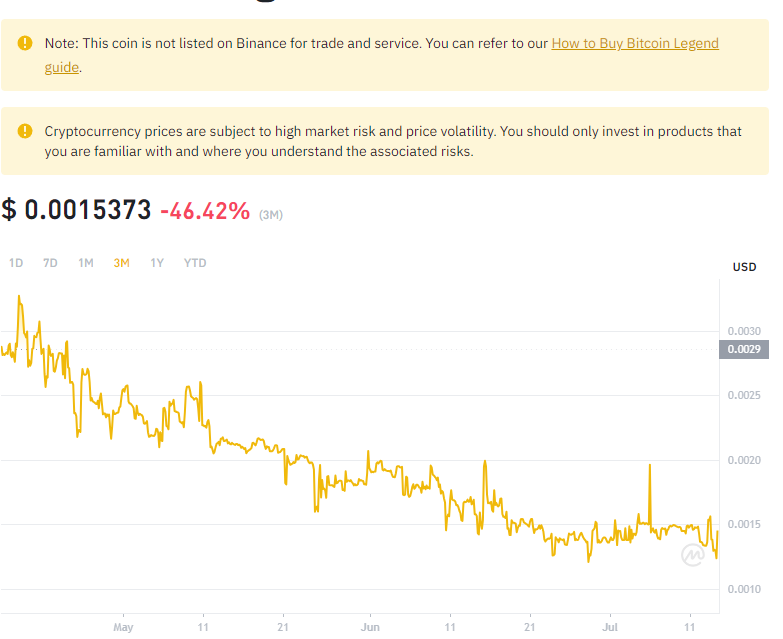 Note: This coin is not listed on Binance for trade and service. You can refer to our How to Buy Bitcoin Legend
guide.
Cryptocurrency prices are subject to high market risk and price volatility. You should only invest in products that
you are familiar with and where you understand the associated risks.
$ 0.0015373 -46.42% (3M)
1D 7D 1M 3M 1Y YTD
USD
0.0030
0.0029
0.0025
0.0020
0.0015
0.0010
May 11 21 Jun 11 21 Jul 11